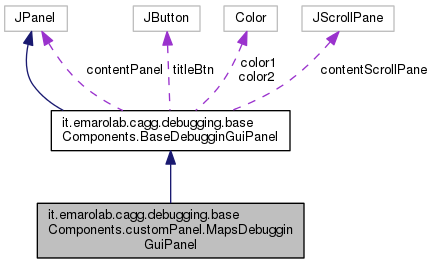 JPanel
JButton
Color
JScrollPane
contentPanel
titleBtn
color1
color2
contentScrollPane
it.emarolab.cagg.debugging.base
Components.BaseDebugginGuiPanel
it.emarolab.cagg.debugging.base
Components.customPanel.MapsDebuggin
GuiPanel